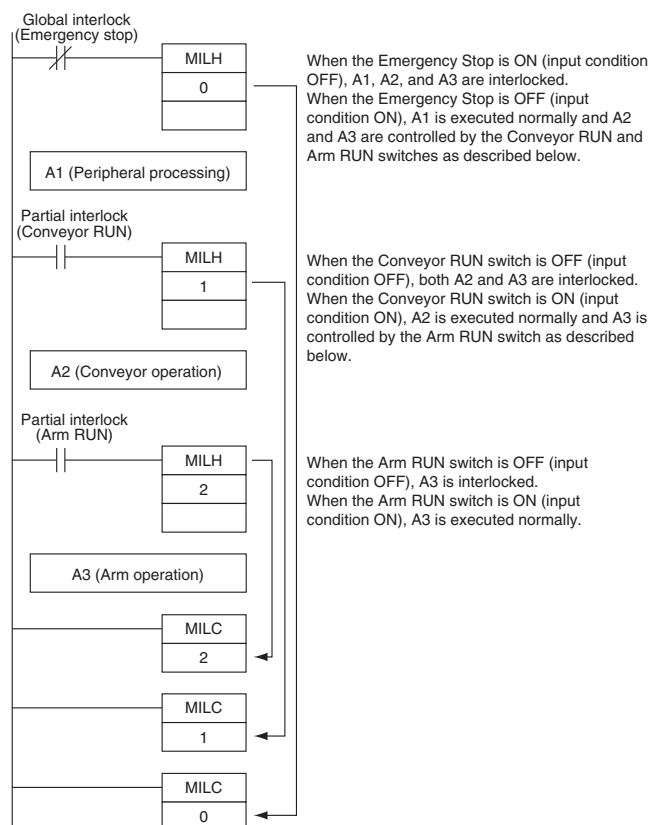 Global interlock
(Emergency stop)
MILH
0
When the Emergency Stop is ON (input condition
OFF), A1, A2, and A3 are interlocked.
When the Emergency Stop is OFF (input
condition ON), A1 is executed normally and A2
and A3 are controlled by the Conveyor RUN and
Arm RUN switches as described below.
A1 (Peripheral processing)
Partial interlock
(Conveyor RUN)
MILH
1
When the Conveyor RUN switch is OFF (input
condition OFF), both A2 and A3 are interlocked.
When the Conveyor RUN switch is ON (input
condition ON), A2 is executed normally and A3 is
controlled by the Arm RUN switch as described
below.
A2 (Conveyor operation)
Partial interlock
(Arm RUN)
MILH
2
When the Arm RUN switch is OFF (input
condition OFF), A3 is interlocked.
When the Arm RUN switch is ON (input
condition ON), A3 is executed normally.
A3 (Arm operation)
MILC
2
MILC
1
MILC
0